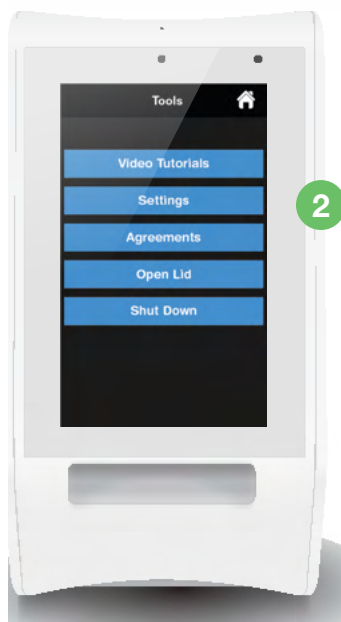 Tools
Video Tutorials
Settings
2
Agreements
Open Lid
Shut Down